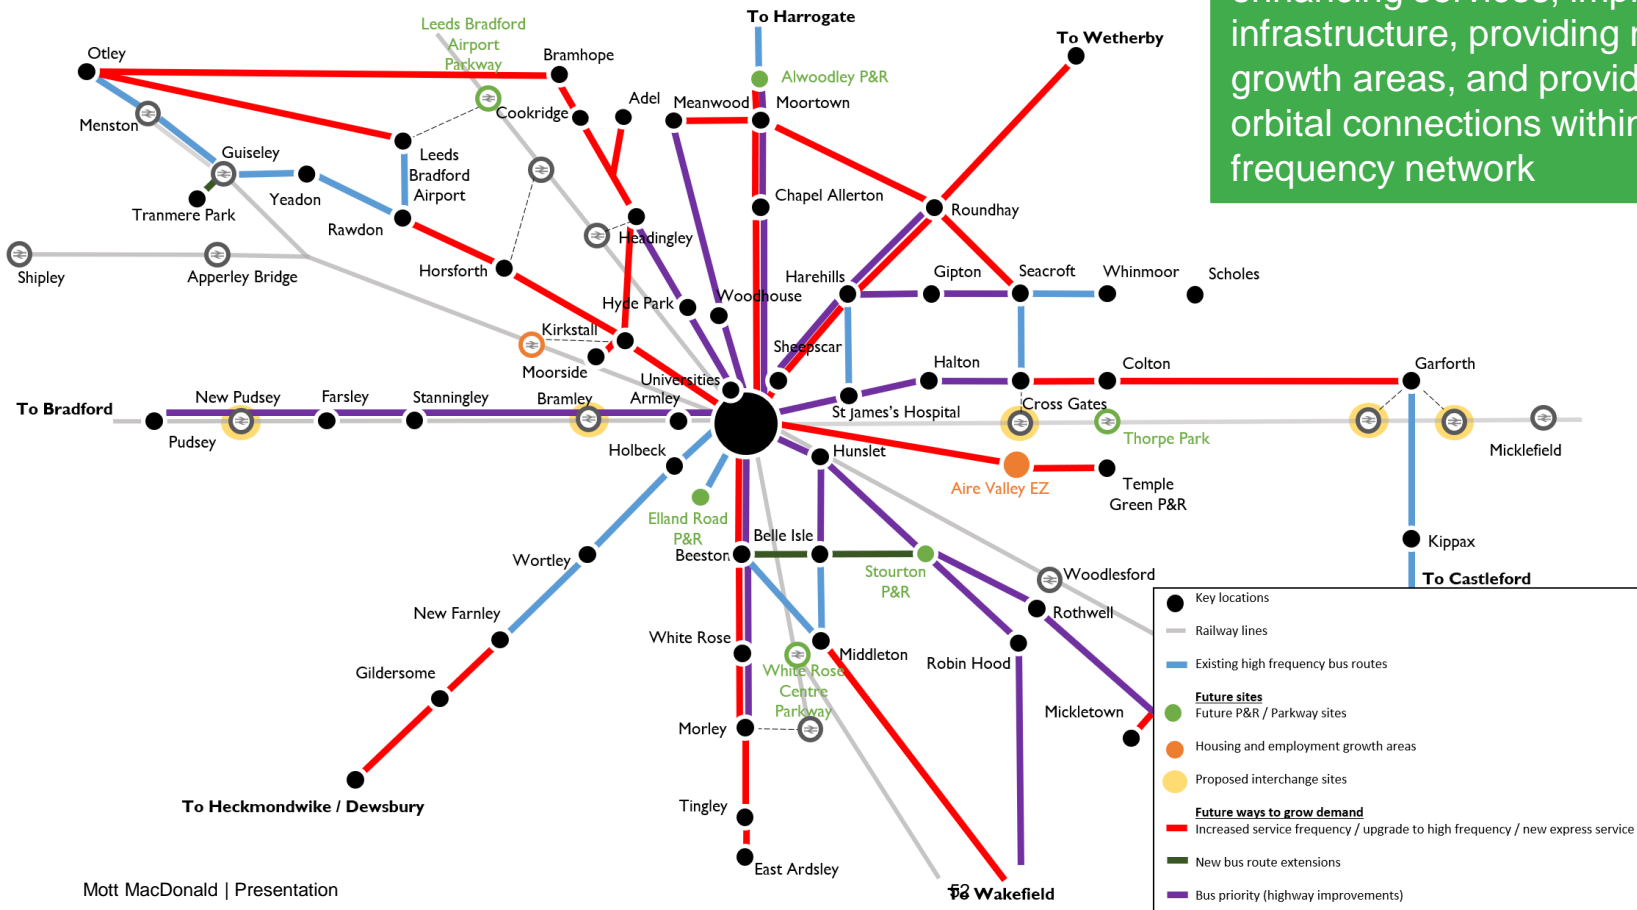 enhancing services,
infrastructure, providing
growth areas, and
orbital connections
frequency network
To Harrogate
Leeds Bradford
Airport
Parkway
To Wetherby
Otley
Bramhope
Alwoodley P&R
Cookridge
Adel
Meanwood
Moortown
Menston
Guiseley
Leeds
Bradford
Airport
Tranmere Park
Yeadon
Rawdon
Chapel Allerton
Roundhay
Headingley
Shipley
Apperley Bridge
Horsforth
Harehills
Gipton
Seacroft
Whinmoor
Scholes
Hyde Park
Woodhouse
Kirkstall
Sheepscar
Moorside
Universities
Halton
Colton
Garforth
To Bradford
New Pudsey
Farsley
Stanningley
Bramley
Armley
St James's Hospital
Cross Gates
Pudsey
Thorpe Park
Micklefield
Holbeck
Hunslet
Aire Valley EZ
Temple
Green P&R
Elland Road
P&R
Wortley
Beeston
Belle Isle
Stourton
P&R
Woodlesford
Kippax
To Castleford
New Farnley
Rothwell
White Rose
Middleton
Robin Hood
Gildersome
White Rose
Centre
Parkway
Mickletown
Morley
To Heckmondwike / Dewsbury
Tingley
East Ardsley
To Wakefield
Key locations
Railway lines
Existing high frequency bus routes
Future sites
Future P&R / Parkway sites
Housing and employment growth areas
Proposed interchange sites
Future ways to grow demand
Increased service frequency / upgrade to high frequency / new express service
New bus route extensions
Bus priority (highway improvements)
Mott MacDonald | Presentation
52